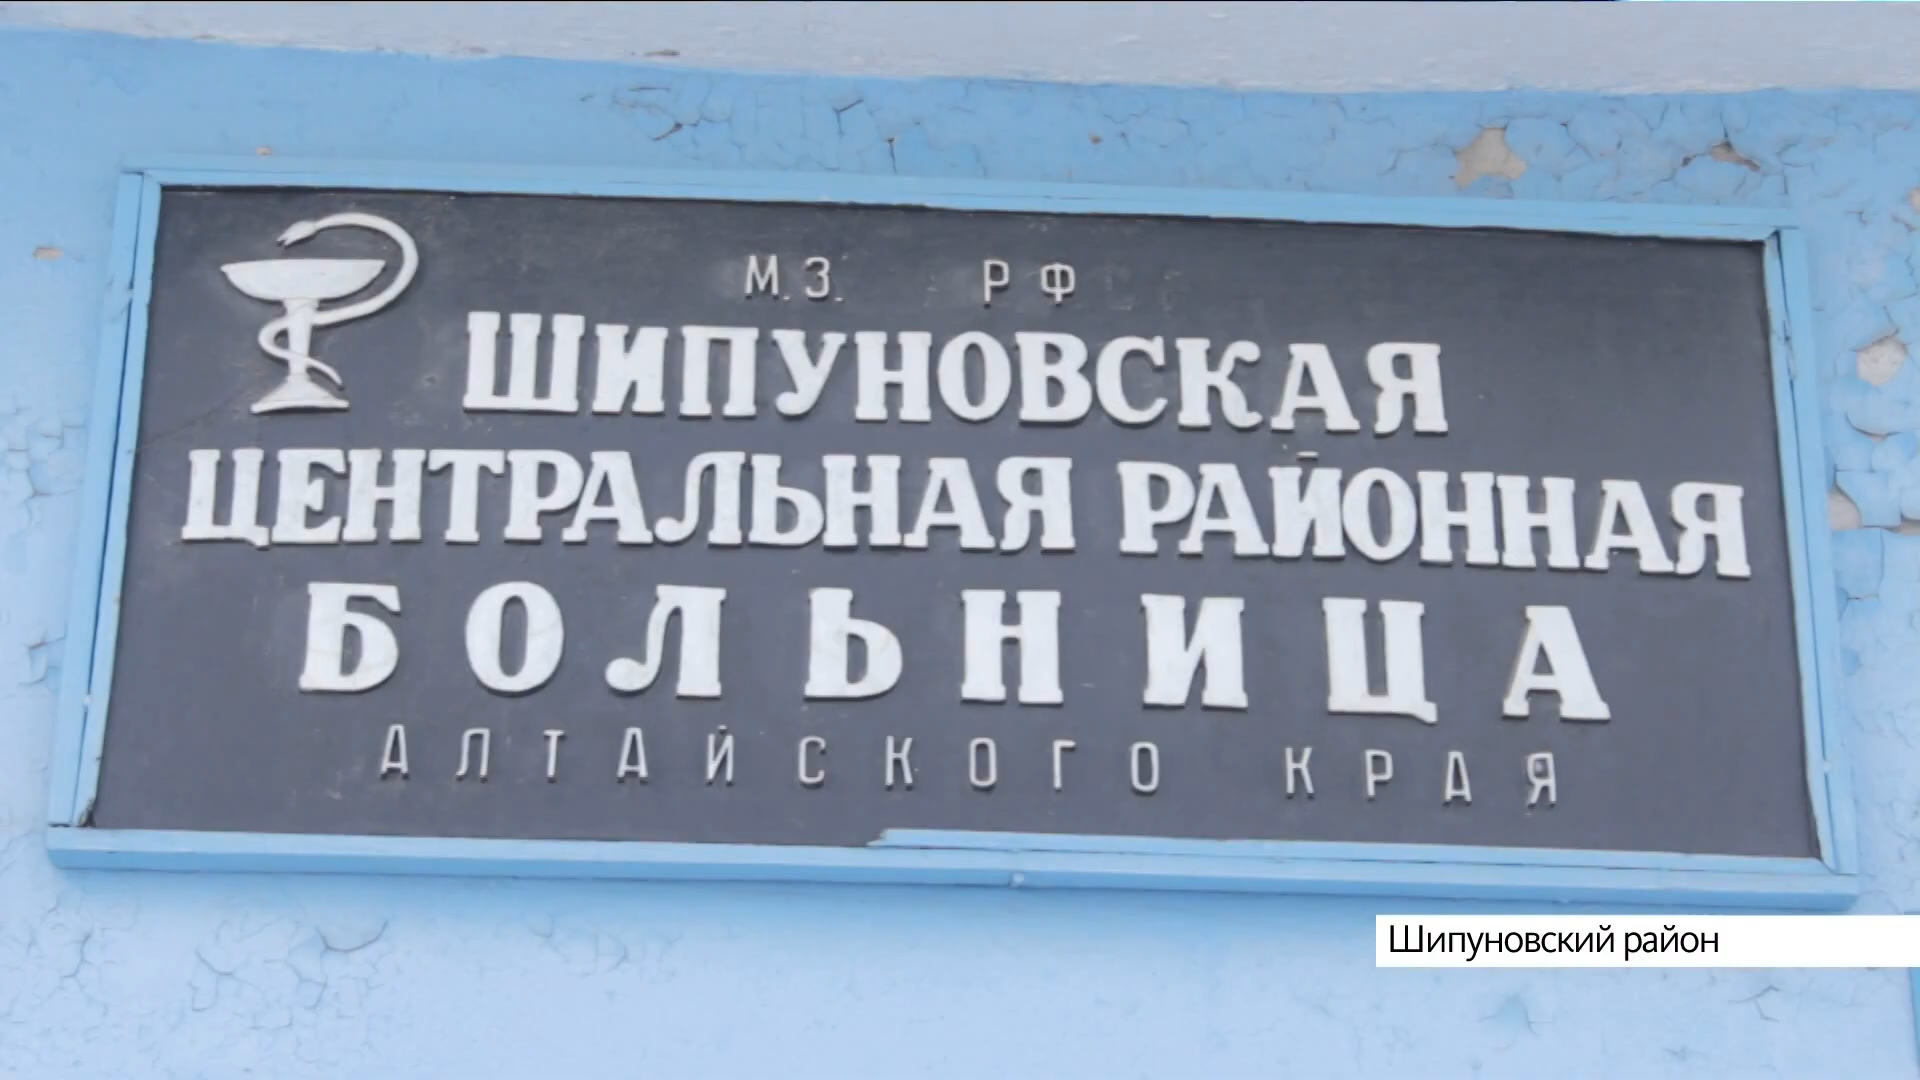 М.З. РФ
ШИПУНОВСКАЯ
ЦЕНТРАЛЬНАЯ РАЙОННАЯ
БОЛЬНИЦА
АЛТАЙСКОГО КРАЯ
Шипуновский район